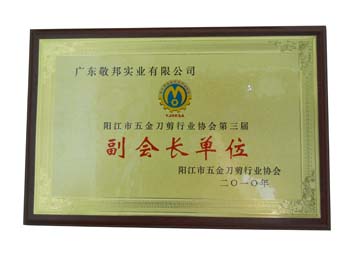 广东敬邦实业有限公司
阳江市五金刀剪行业协会第三届
副会长单位
阳江市五金刀剪行业协会
二〇一〇年